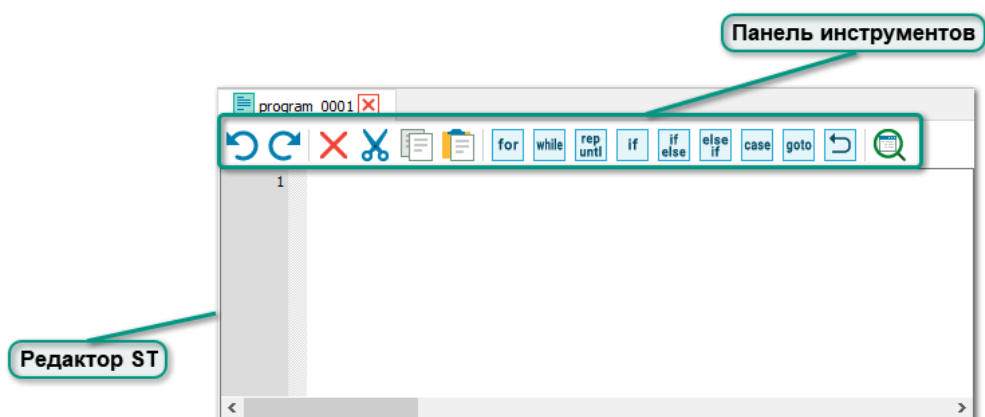 Панель инструментов
program_0001
for while rep untl if if else else if case goto
1
Редактор ST